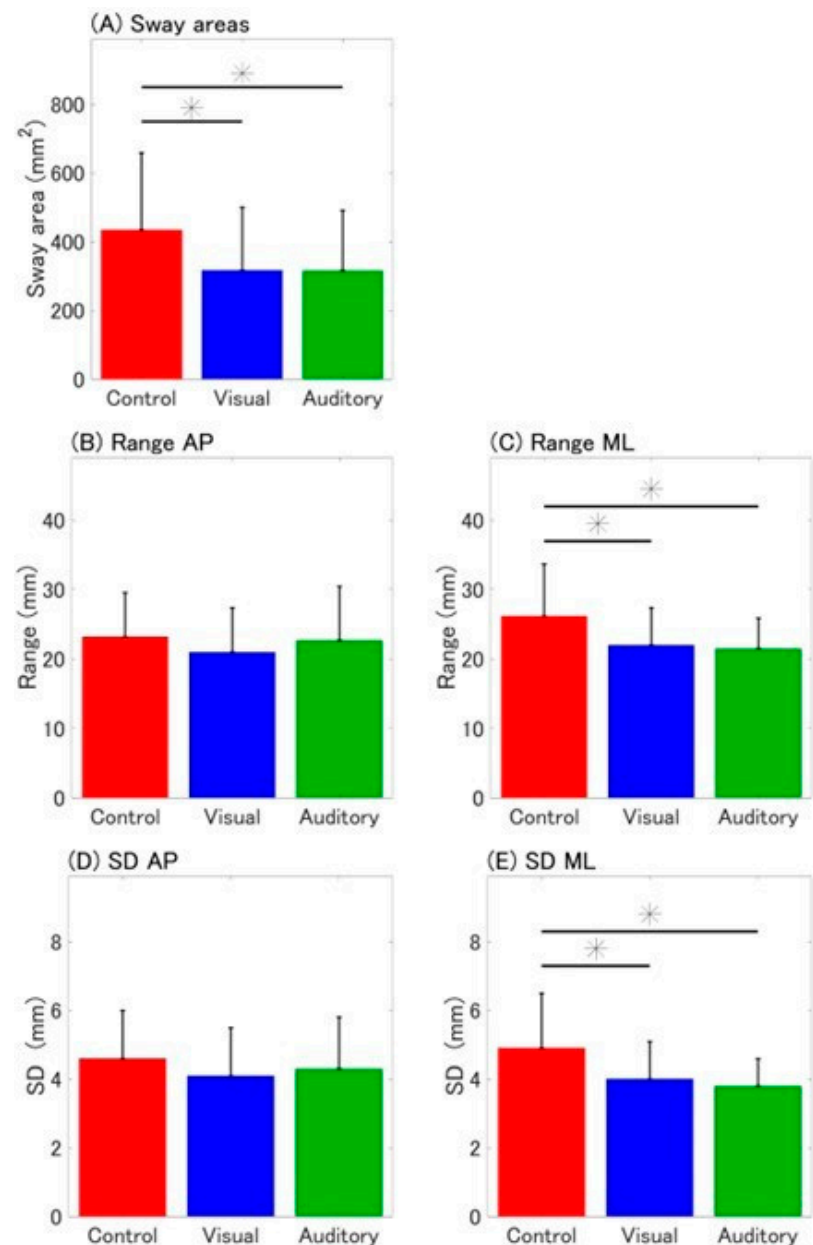 (A) Sway areas
Sway area (mm²)
800
600
400
200
0
Control Visual Auditory
(B) Range AP
Range (mm)
40
30
20
10
0
Control Visual Auditory
(C) Range ML
Range (mm)
40
30
20
10
0
Control Visual Auditory
(D) SD AP
SD (mm)
8
6
4
2
0
Control Visual Auditory
(E) SD ML
SD (mm)
8
6
4
2
0
Control Visual Auditory